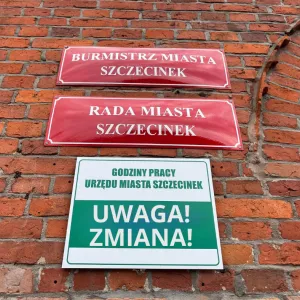 BURMISTRZ MIASTA
SZCZECINEK
RADA MIASTA
SZCZECINEK
GODZINY PRACY
URZĘDU MIASTA SZCZECINEK
UWAGA!
ZMIANA!